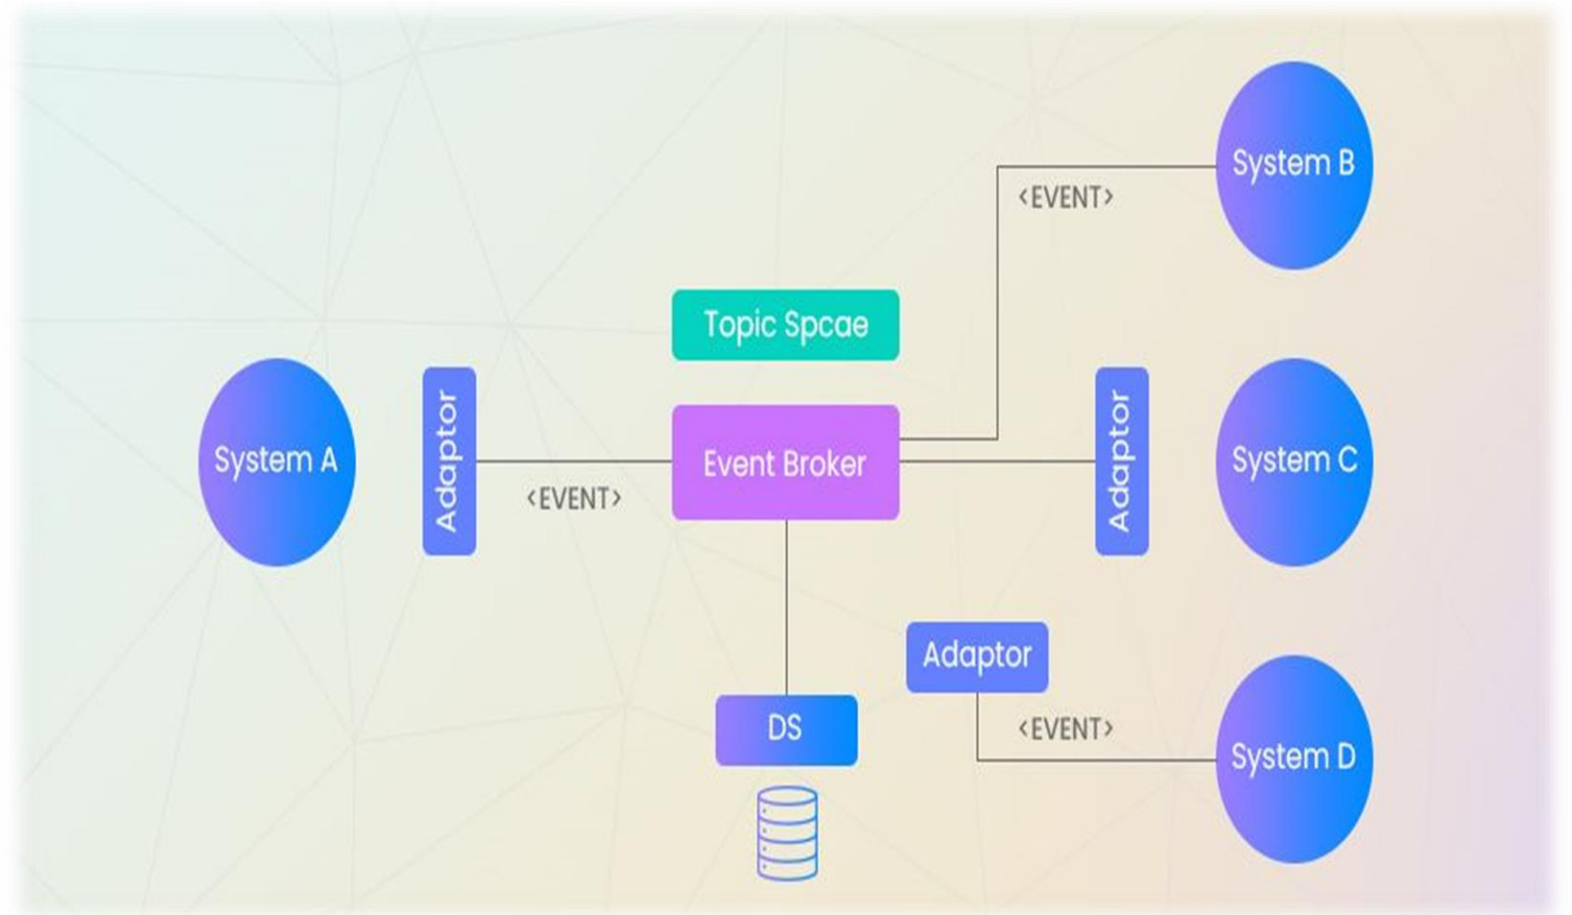 System B
<EVENT>
Topic Spcae
System A
Adaptor
<EVENT>
Event Broker
Adaptor
System C
Adaptor
<EVENT>
DS
System D